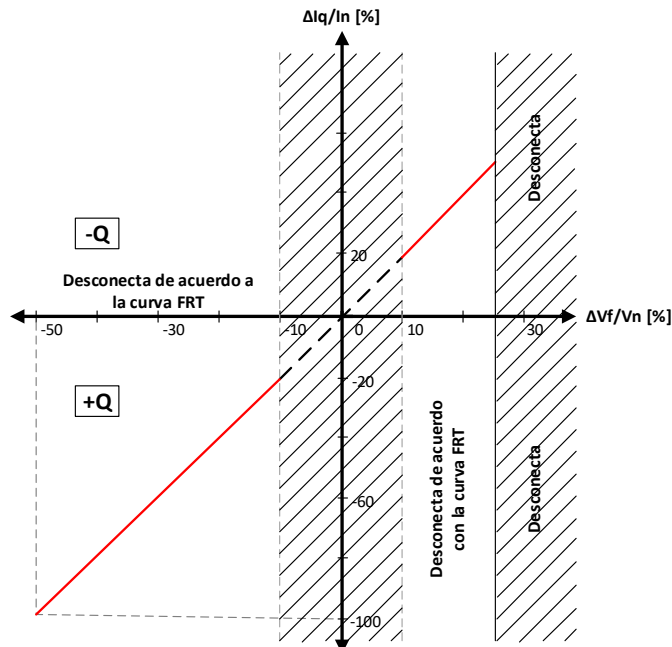 ΔIq/In [%]
Desconecta
20
-Q
Desconecta de acuerdo a
la curva FRT
-50
-30
-10
0
10
30
ΔVf/Vn [%]
-20
+Q
Desconecta de acuerdo
con la curva FRT
Desconecta
-60
-100